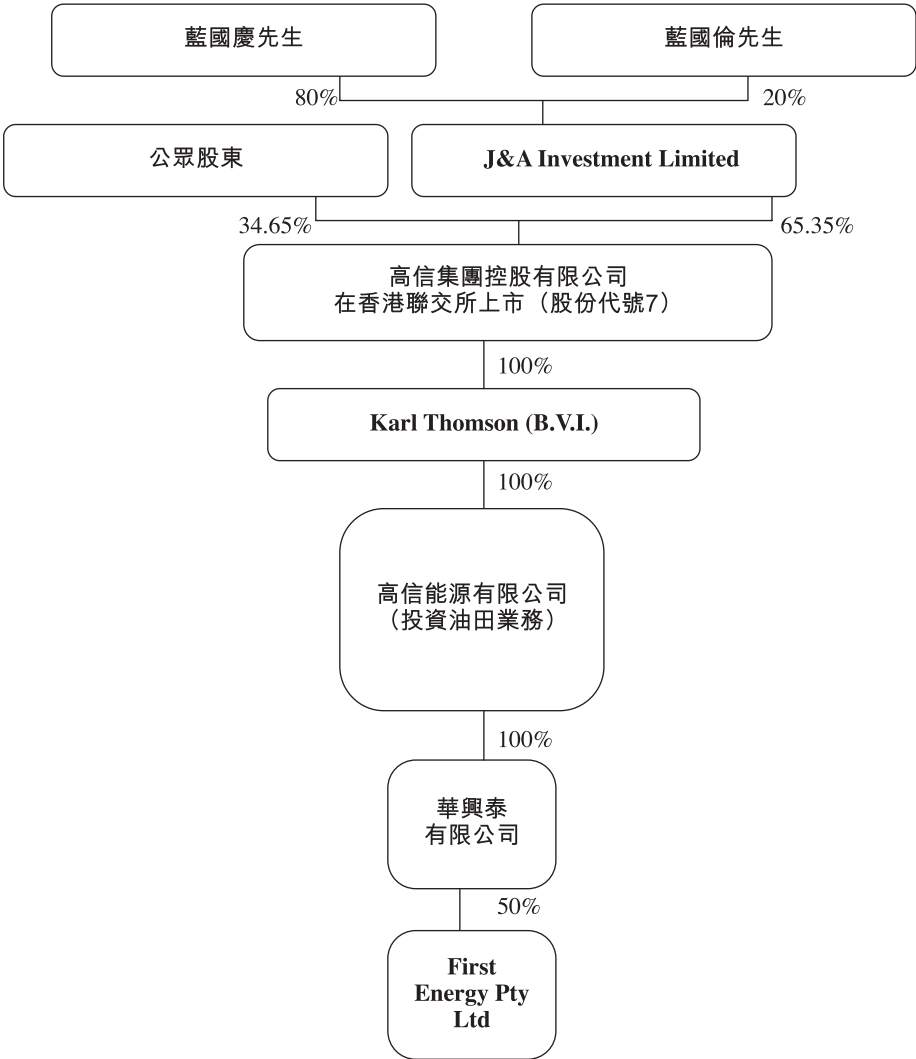 藍國慶先生
藍國倫先生
80%
20%
公眾股東
J&A Investment Limited
34.65%
65.35%
高信集團控股有限公司
在香港聯交所上市（股份代號7）
100%
Karl Thomson (B.V.I.)
100%
高信能源有限公司
（投資油田業務）
100%
華興泰
有限公司
50%
First
Energy Pty
Ltd